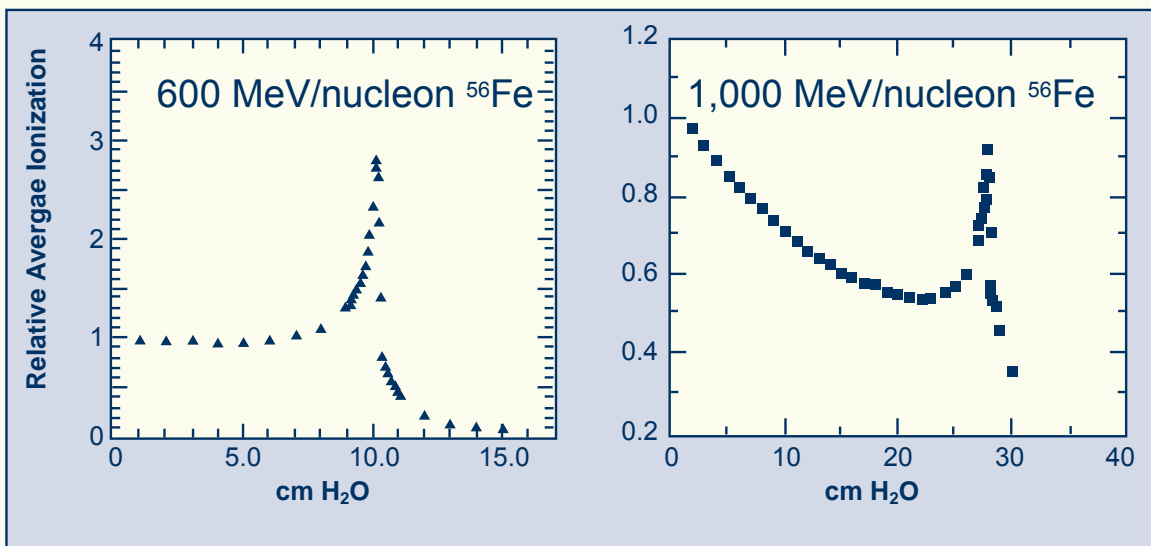 600 MeV/nucleon ⁵⁶Fe
Relative Avergae Ionization
4
3
2
1
0
0 5.0 10.0 15.0
cm H₂O
1,000 MeV/nucleon ⁵⁶Fe
1.2
1.0
0.8
0.6
0.4
0.2
0 10 20 30 40
cm H₂O